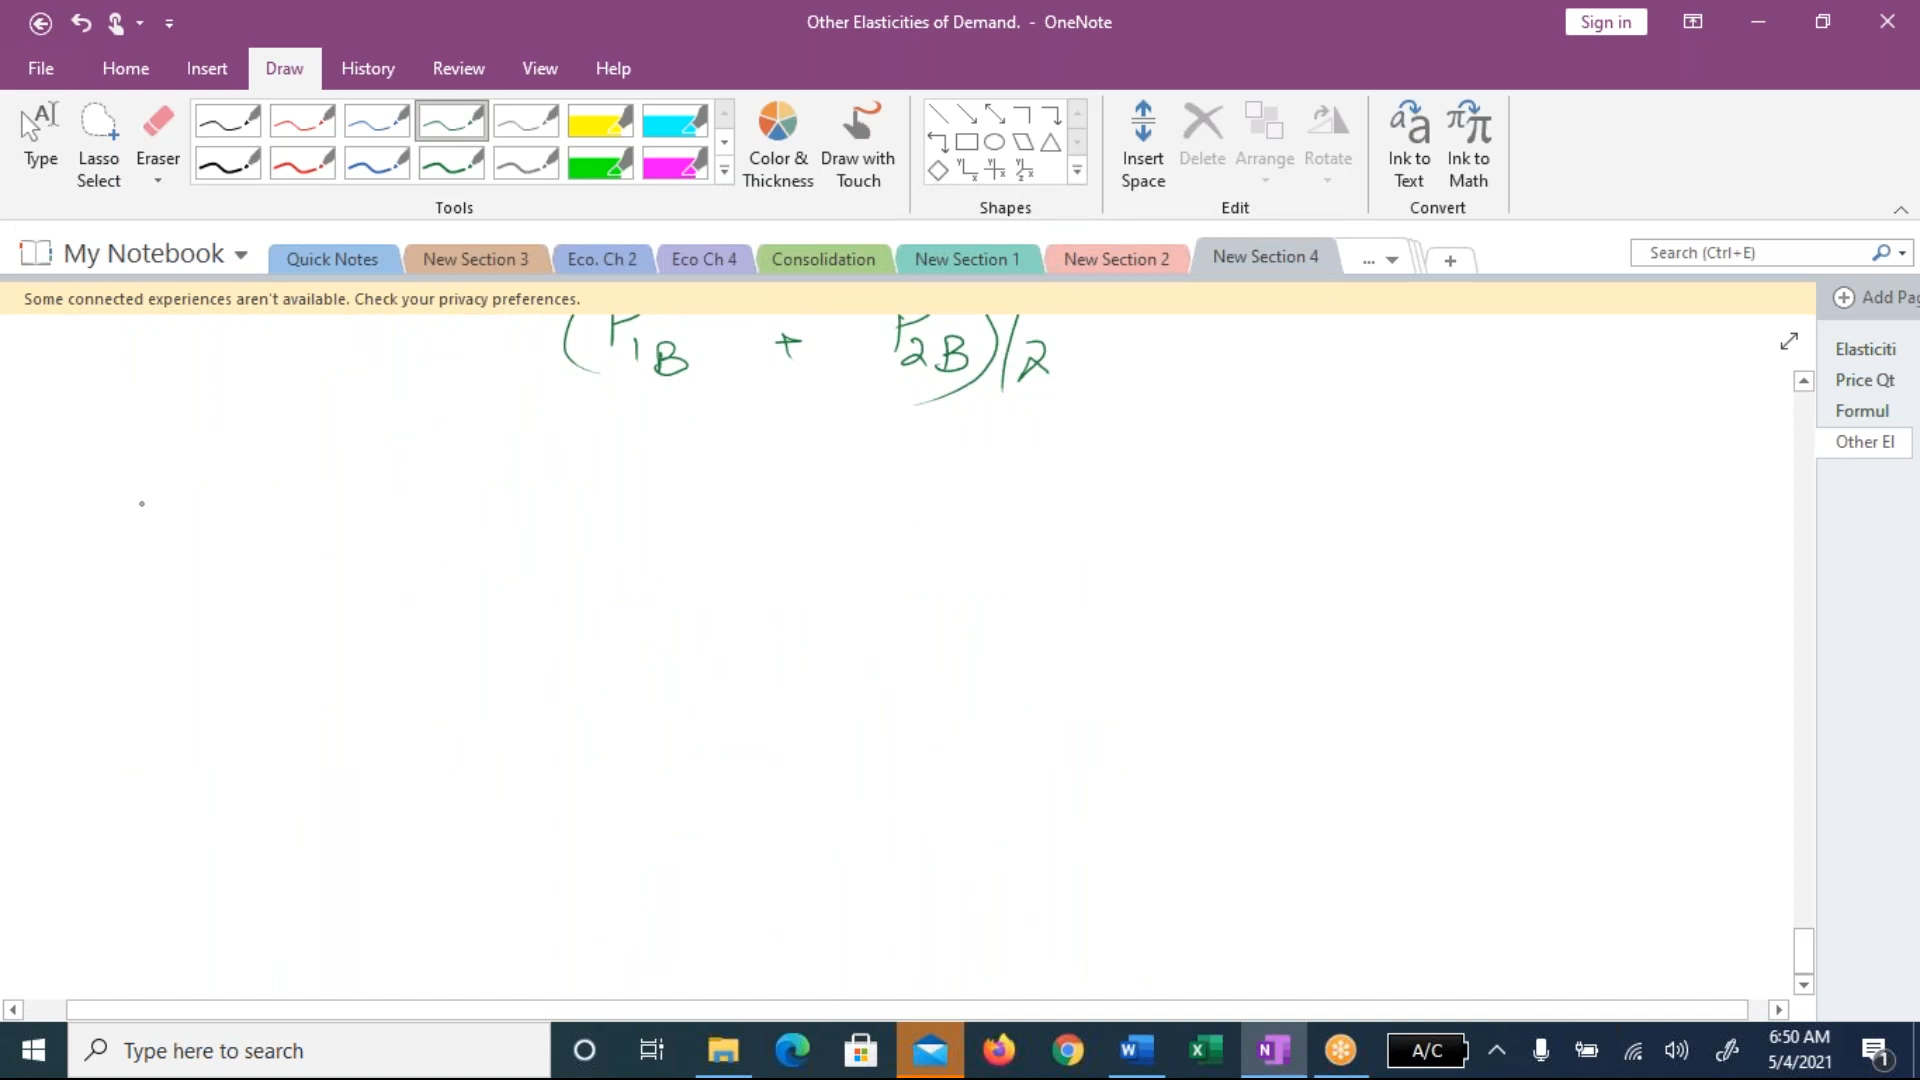 Other Elasticities of Demand. - OneNote
Sign in
File Home Insert Draw History Review View Help
Type
Lasso Select
Eraser
Color & Thickness
Draw with Touch
Insert Space
Delete
Arrange
Rotate
Ink to Text
Ink to Math
Tools Shapes Edit Convert
My Notebook
Quick Notes New Section 3 Eco. Ch 2 Eco Ch 4 Consolidation New Section 1 New Section 2 New Section 4 ...
Search (Ctrl+E)
Some connected experiences aren't available. Check your privacy preferences.
Add Pag
Elasticiti
Price Qt
Formul
Other El
(P1B + P2B)/2
Type here to search
A/C
6:50 AM
5/4/2021
1